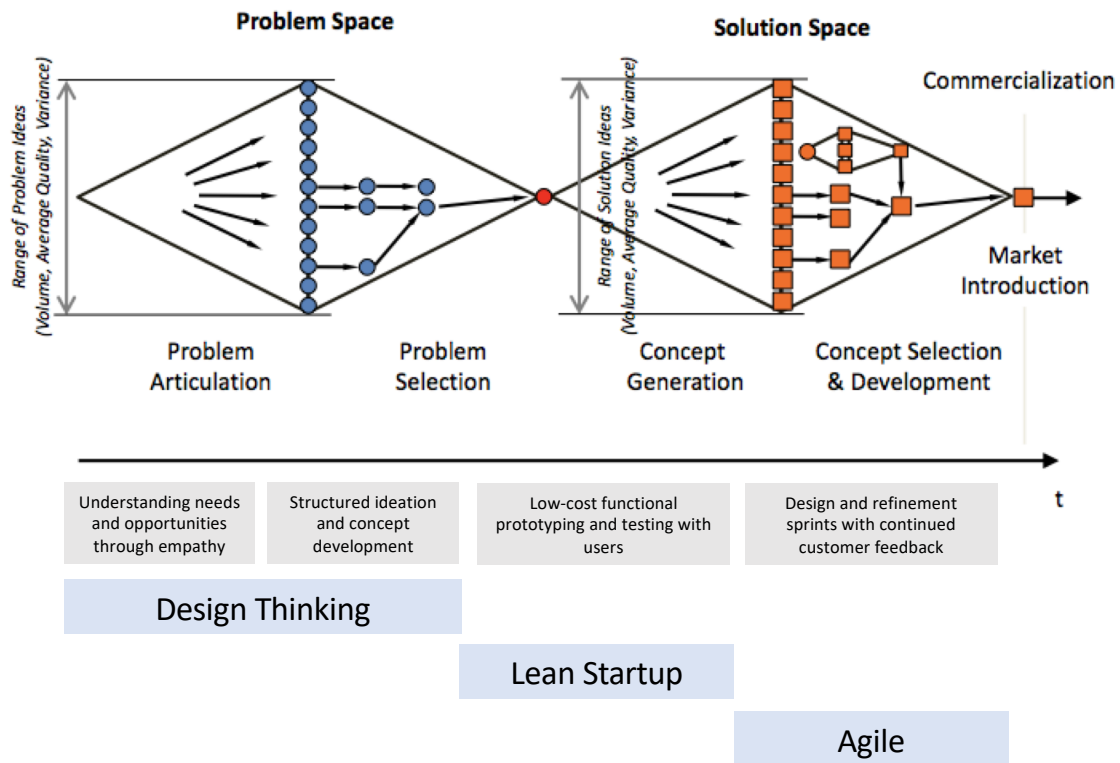 Problem Space
Solution Space
Commercialization
Range of Problem Ideas
(Volume, Average Quality, Variance)
Range of Solution Ideas
(Volume, Average Quality, Variance)
Market
Introduction
Problem
Articulation
Problem
Selection
Concept
Generation
Concept Selection
& Development
t
Understanding needs
and opportunities
through empathy
Structured ideation
and concept
development
Low-cost functional
prototyping and testing with
users
Design and refinement
sprints with continued
customer feedback
Design Thinking
Lean Startup
Agile